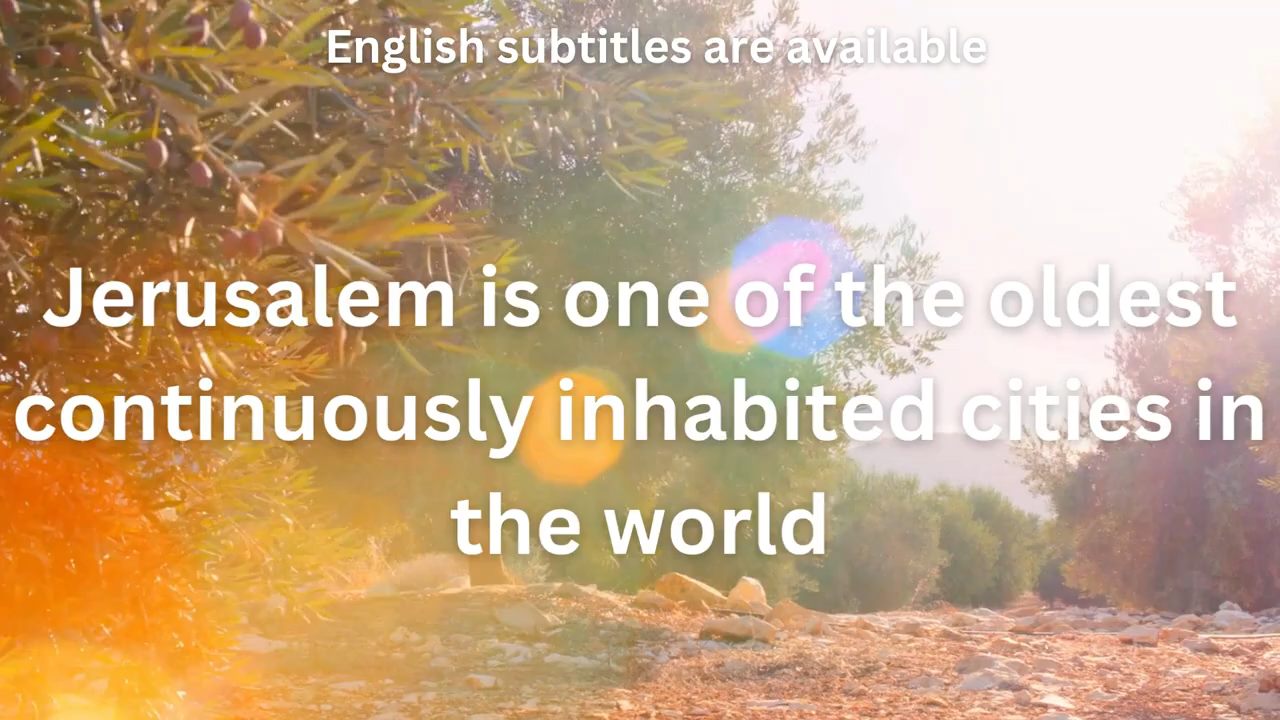 English subtitles are available
Jerusalem is one of the oldest
continuously inhabited cities in
the world